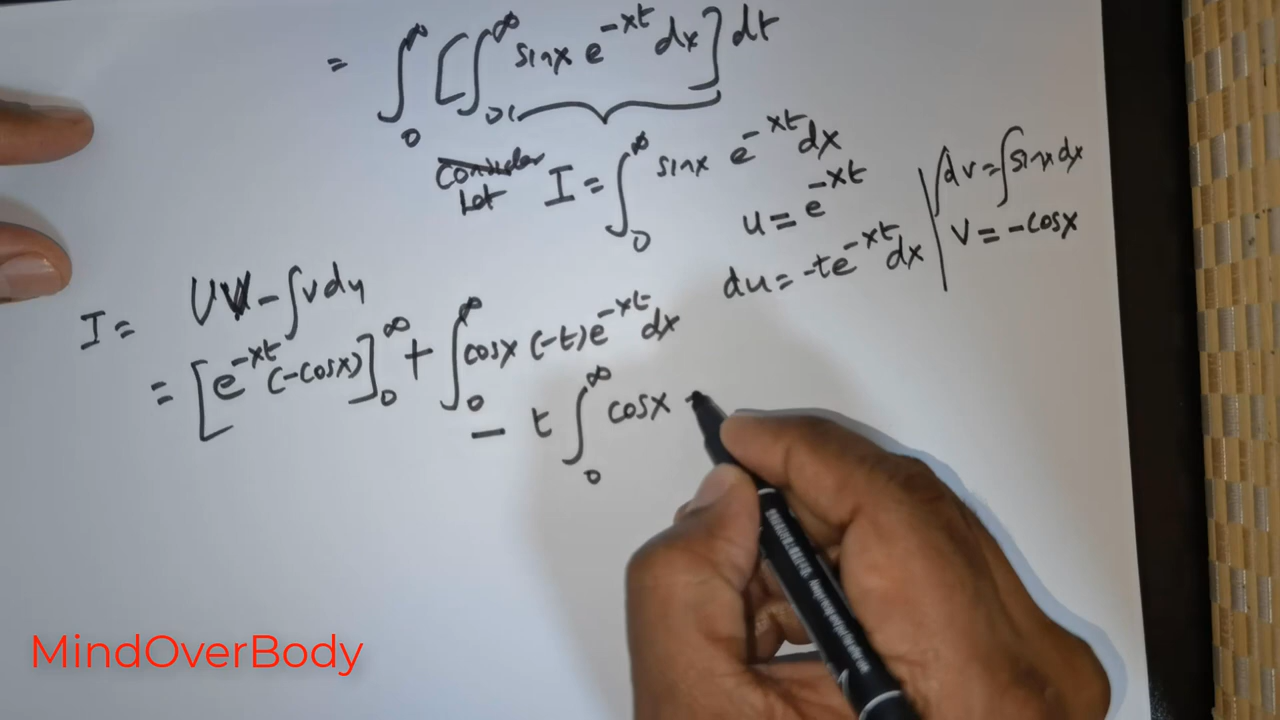 = ∫₀^∞ [∫₀^∞ sinx e^{-xt} dx] dt
Consider
Let I = ∫₀^∞ sinx e^{-xt} dx
u = e^{-xt} | ∫dv = ∫sinx dx
du = -te^{-xt} dx | v = -cosx
I = UV - ∫vdu
= [e^{-xt}(-cosx)]₀^∞ + ∫₀^∞ cosx (-t)e^{-xt} dx
- t ∫₀^∞ cosx
MindOverBody